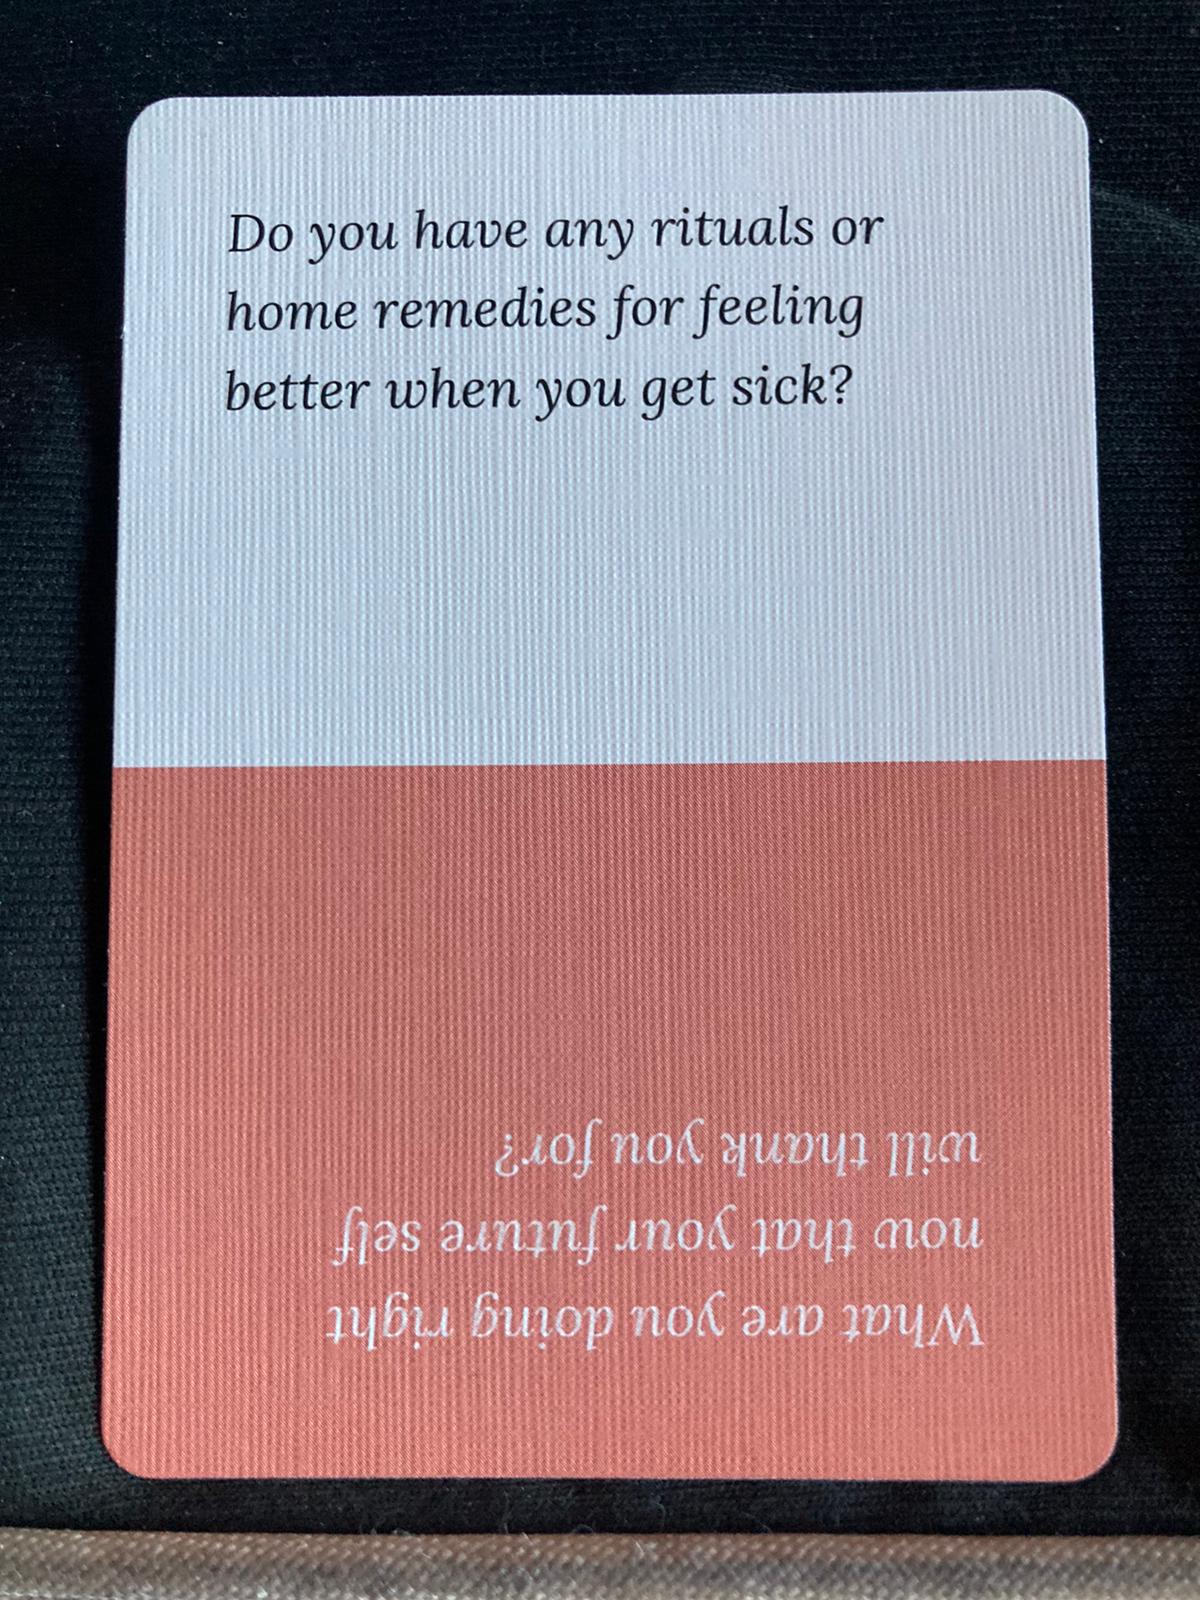 Do you have any rituals or
home remedies for feeling
better when you get sick?
What are you doing right
now that your future self
will thank you for?